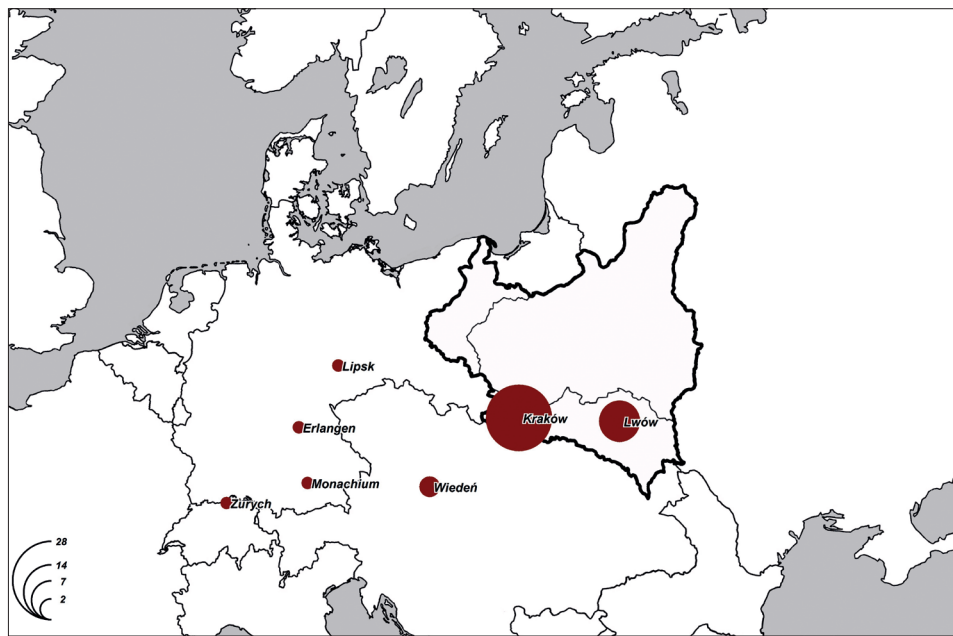 Lipsk
Kraków
Lwów
Erlangen
Monachium
Wiedeń
Zurych
28
14
7
2